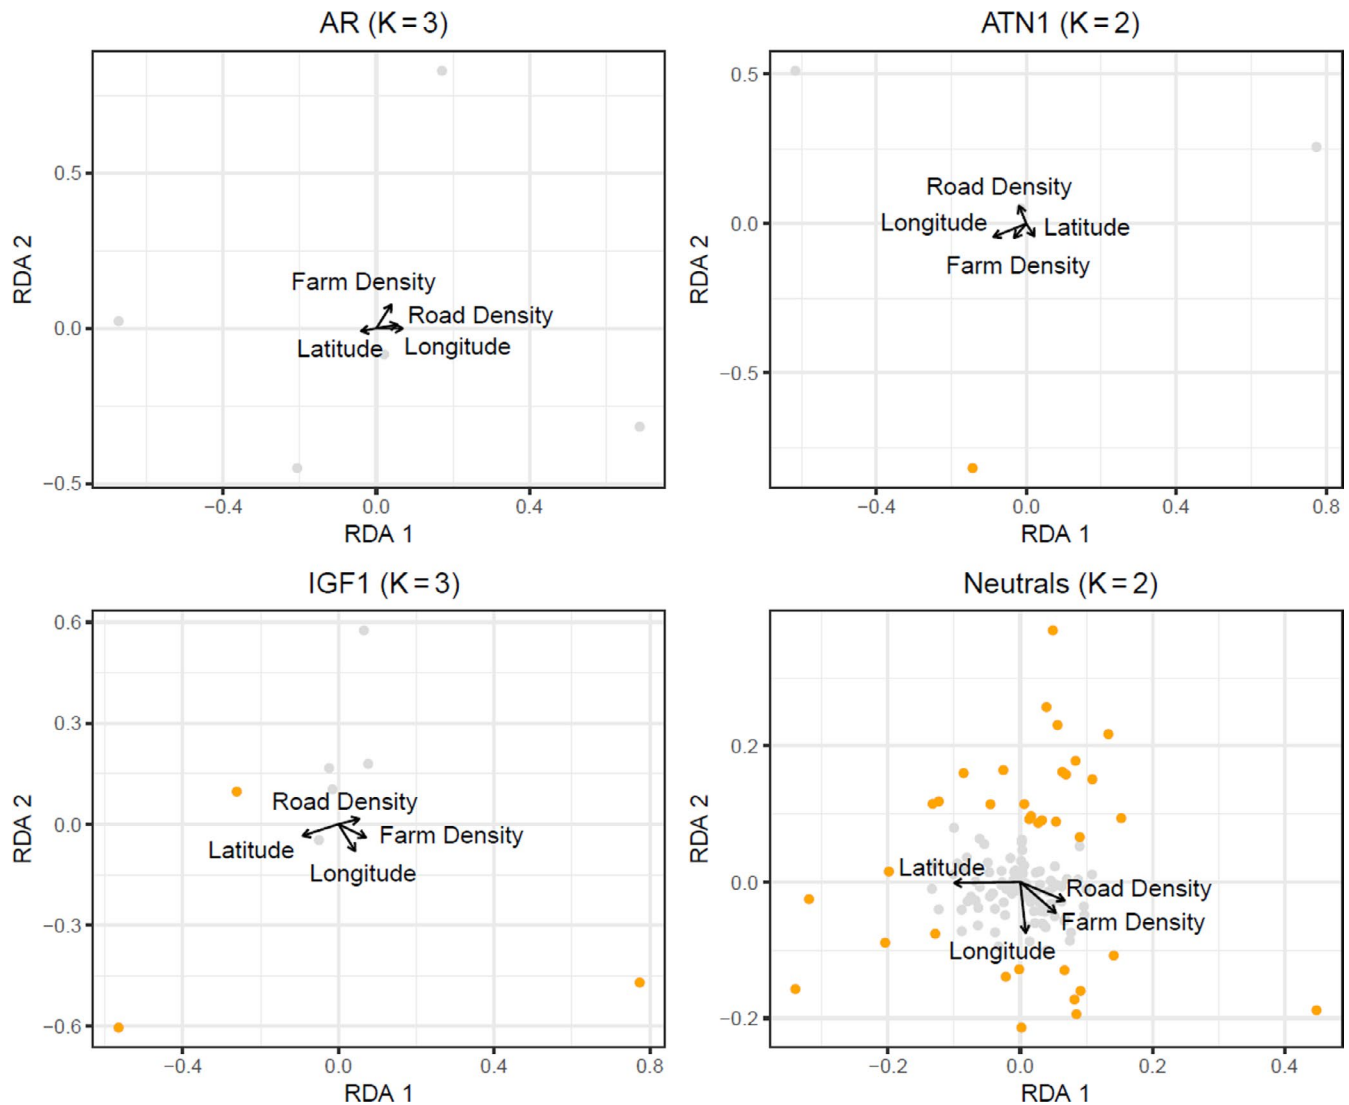 AR (K = 3)
RDA 2
0.5
0.0
−0.5
Farm Density
Road Density
Latitude
Longitude
−0.4
0.0
0.4
RDA 1
ATN1 (K = 2)
RDA 2
0.5
0.0
−0.5
Road Density
Longitude
Latitude
Farm Density
−0.4
0.0
0.4
0.8
RDA 1
IGF1 (K = 3)
RDA 2
0.6
0.3
0.0
−0.3
−0.6
Road Density
Farm Density
Latitude
Longitude
−0.4
0.0
0.4
0.8
RDA 1
Neutrals (K = 2)
RDA 2
0.2
0.0
−0.2
Latitude
Road Density
Farm Density
Longitude
−0.2
0.0
0.2
0.4
RDA 1